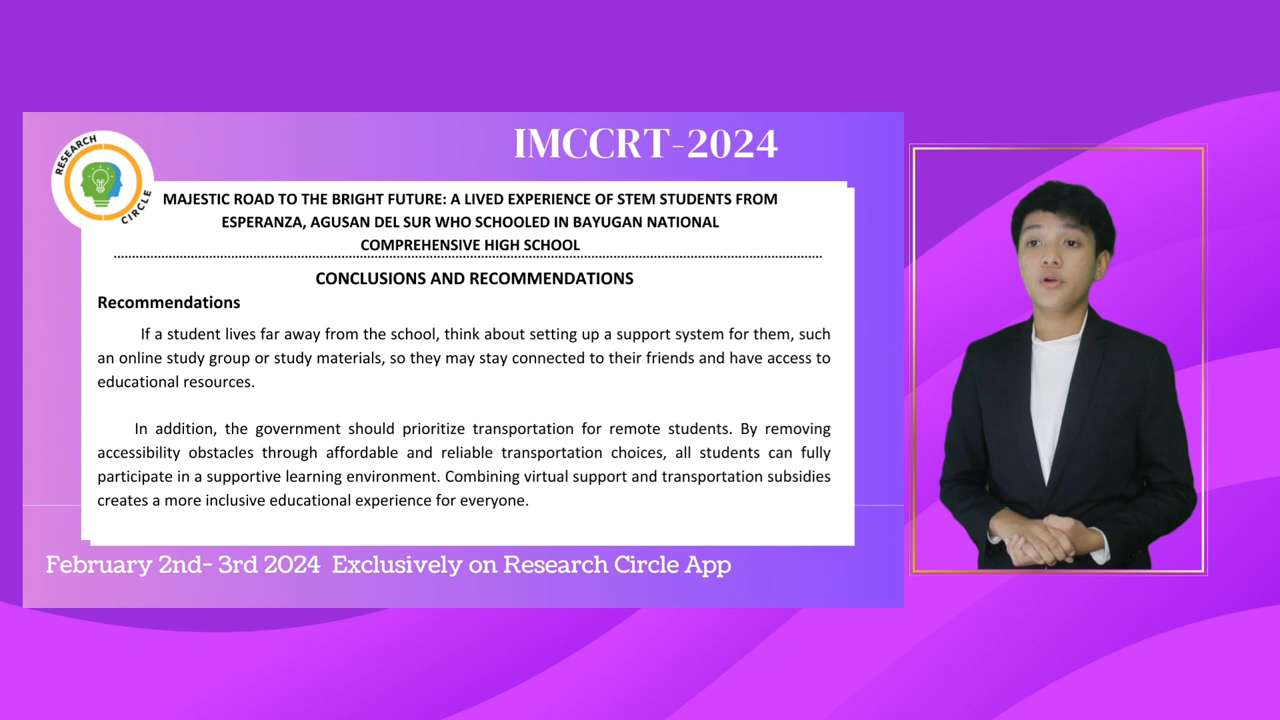 IMCCRT-2024
RESEARCH
CIRCLE
MAJESTIC ROAD TO THE BRIGHT FUTURE: A LIVED EXPERIENCE OF STEM STUDENTS FROM
ESPERANZA, AGUSAN DEL SUR WHO SCHOOLED IN BAYUGAN NATIONAL
COMPREHENSIVE HIGH SCHOOL
CONCLUSIONS AND RECOMMENDATIONS
Recommendations
If a student lives far away from the school, think about setting up a support system for them, such
an online study group or study materials, so they may stay connected to their friends and have access to
educational resources.
In addition, the government should prioritize transportation for remote students. By removing
accessibility obstacles through affordable and reliable transportation choices, all students can fully
participate in a supportive learning environment. Combining virtual support and transportation subsidies
creates a more inclusive educational experience for everyone.
February 2nd- 3rd 2024 Exclusively on Research Circle App